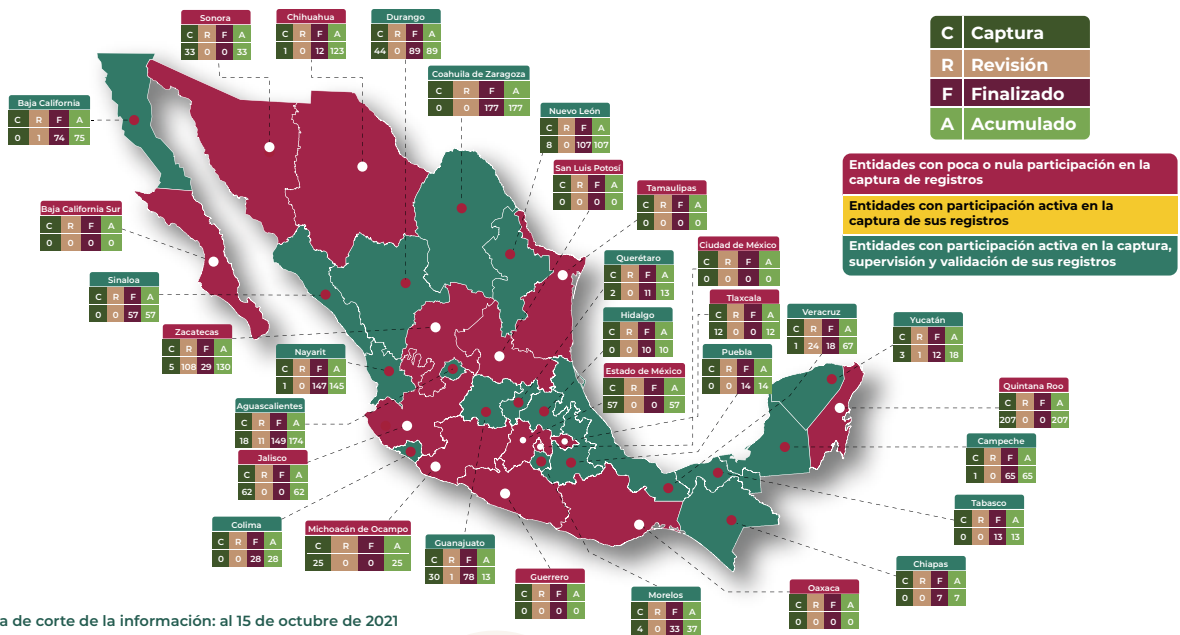 Sonora
C R F A
33 0 0 33
Chihuahua
C R F A
1 0 12 123
Durango
C R F A
44 0 89 89
Coahuila de Zaragoza
C R F A
0 0 177 177
Baja California
C R F A
0 1 74 75
Nuevo León
C R F A
8 0 107 107
San Luis Potosí
C R F A
0 0 0 0
Tamaulipas
C R F A
0 0 0 0
Baja California Sur
C R F A
0 0 0 0
Ciudad de México
C R F A
0 0 0 0
Querétaro
C R F A
2 0 11 13
Sinaloa
C R F A
0 0 57 57
Tlaxcala
C R F A
12 0 0 12
Veracruz
C R F A
1 24 18 67
Yucatán
C R F A
3 1 12 18
Hidalgo
C R F A
0 0 10 10
Zacatecas
C R F A
5 108 29 130
Nayarit
C R F A
1 0 147 145
Puebla
C R F A
0 0 14 14
Estado de México
C R F A
57 0 0 57
Quintana Roo
C R F A
207 0 0 207
Aguascalientes
C R F A
18 11 149 174
Campeche
C R F A
1 0 65 65
Jalisco
C R F A
62 0 0 62
Tabasco
C R F A
0 0 13 13
Colima
C R F A
0 0 28 28
Michoacán de Ocampo
C R F A
25 0 0 25
Guanajuato
C R F A
30 1 78 13
Chiapas
C R F A
0 0 7 7
Guerrero
C R F A
0 0 0 0
Morelos
C R F A
4 0 33 37
Oaxaca
C R F A
0 0 0 0
C Captura
R Revisión
F Finalizado
A Acumulado
Entidades con poca o nula participación en la
captura de registros
Entidades con participación activa en la
captura de sus registros
Entidades con participación activa en la captura,
supervisión y validación de sus registros
a de corte de la información: al 15 de octubre de 2021